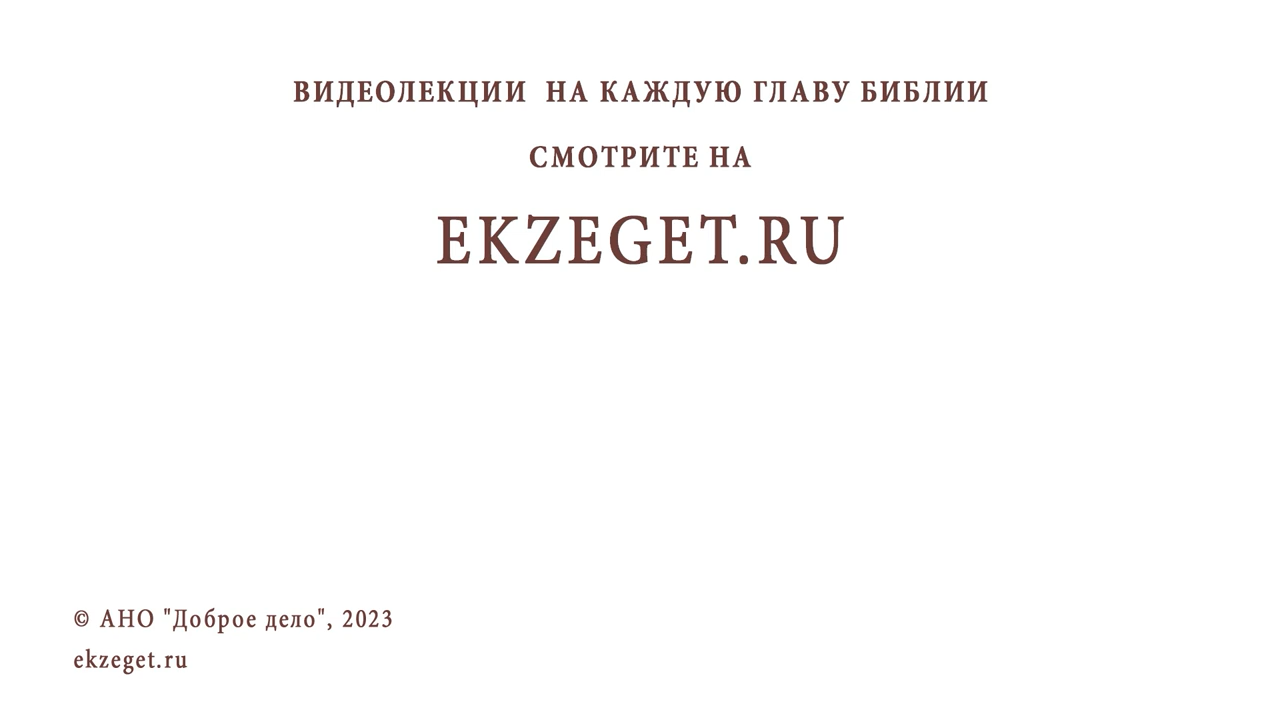 ВИДЕОЛЕКЦИИ НА КАЖДУЮ ГЛАВУ БИБЛИИ
СМОТРИТЕ НА
EKZEGET.RU
© АНО "Доброе дело", 2023
ekzeget.ru